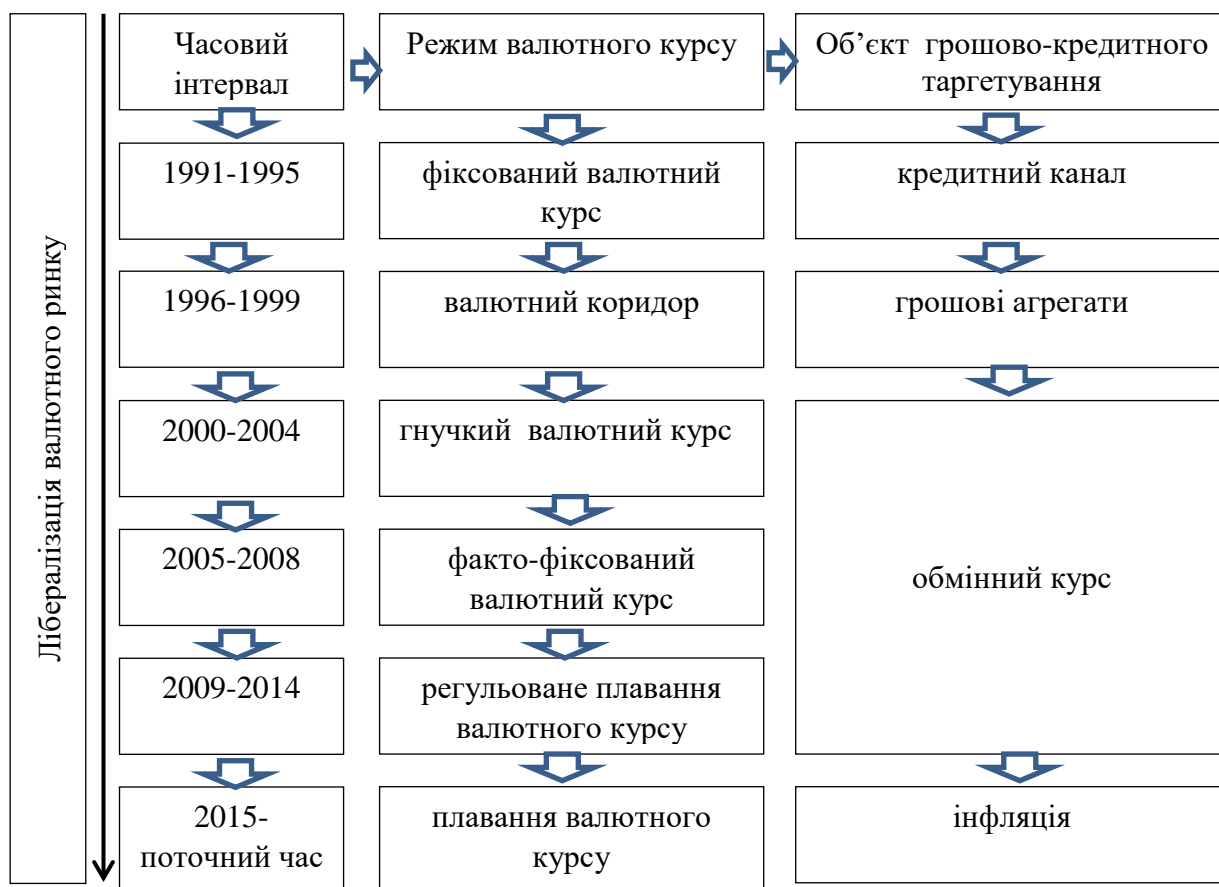 Лібералізація валютного ринку
Часовий
інтервал
Режим валютного курсу
Об’єкт грошово-кредитного
таргетування
1991-1995
фіксований валютний
курс
кредитний канал
1996-1999
валютний коридор
грошові агрегати
2000-2004
гнучкий валютний курс
2005-2008
факто-фіксований
валютний курс
обмінний курс
2009-2014
регульоване плавання
валютного курсу
2015-
поточний час
плавання валютного
курсу
інфляція